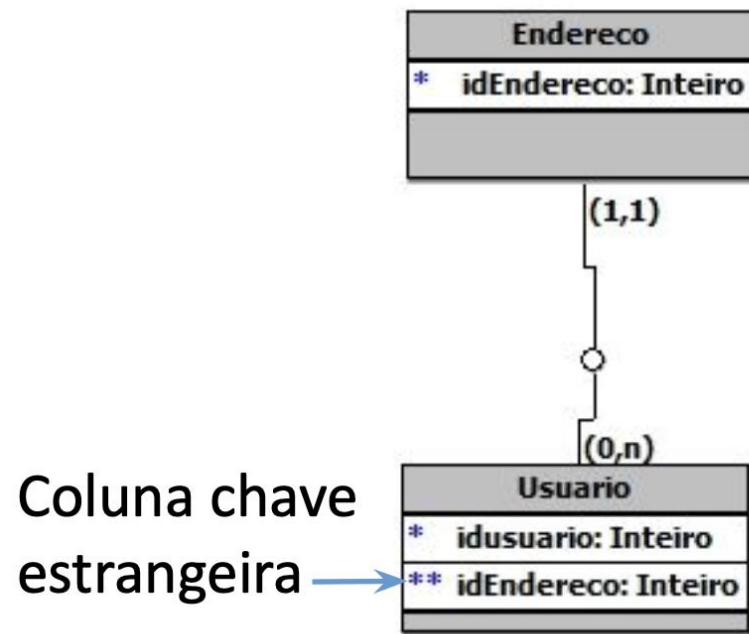 Endereco
* idEndereco: Inteiro
(1,1)
(0,n)
Usuario
* idusuario: Inteiro
Coluna chave
estrangeira
** idEndereco: Inteiro